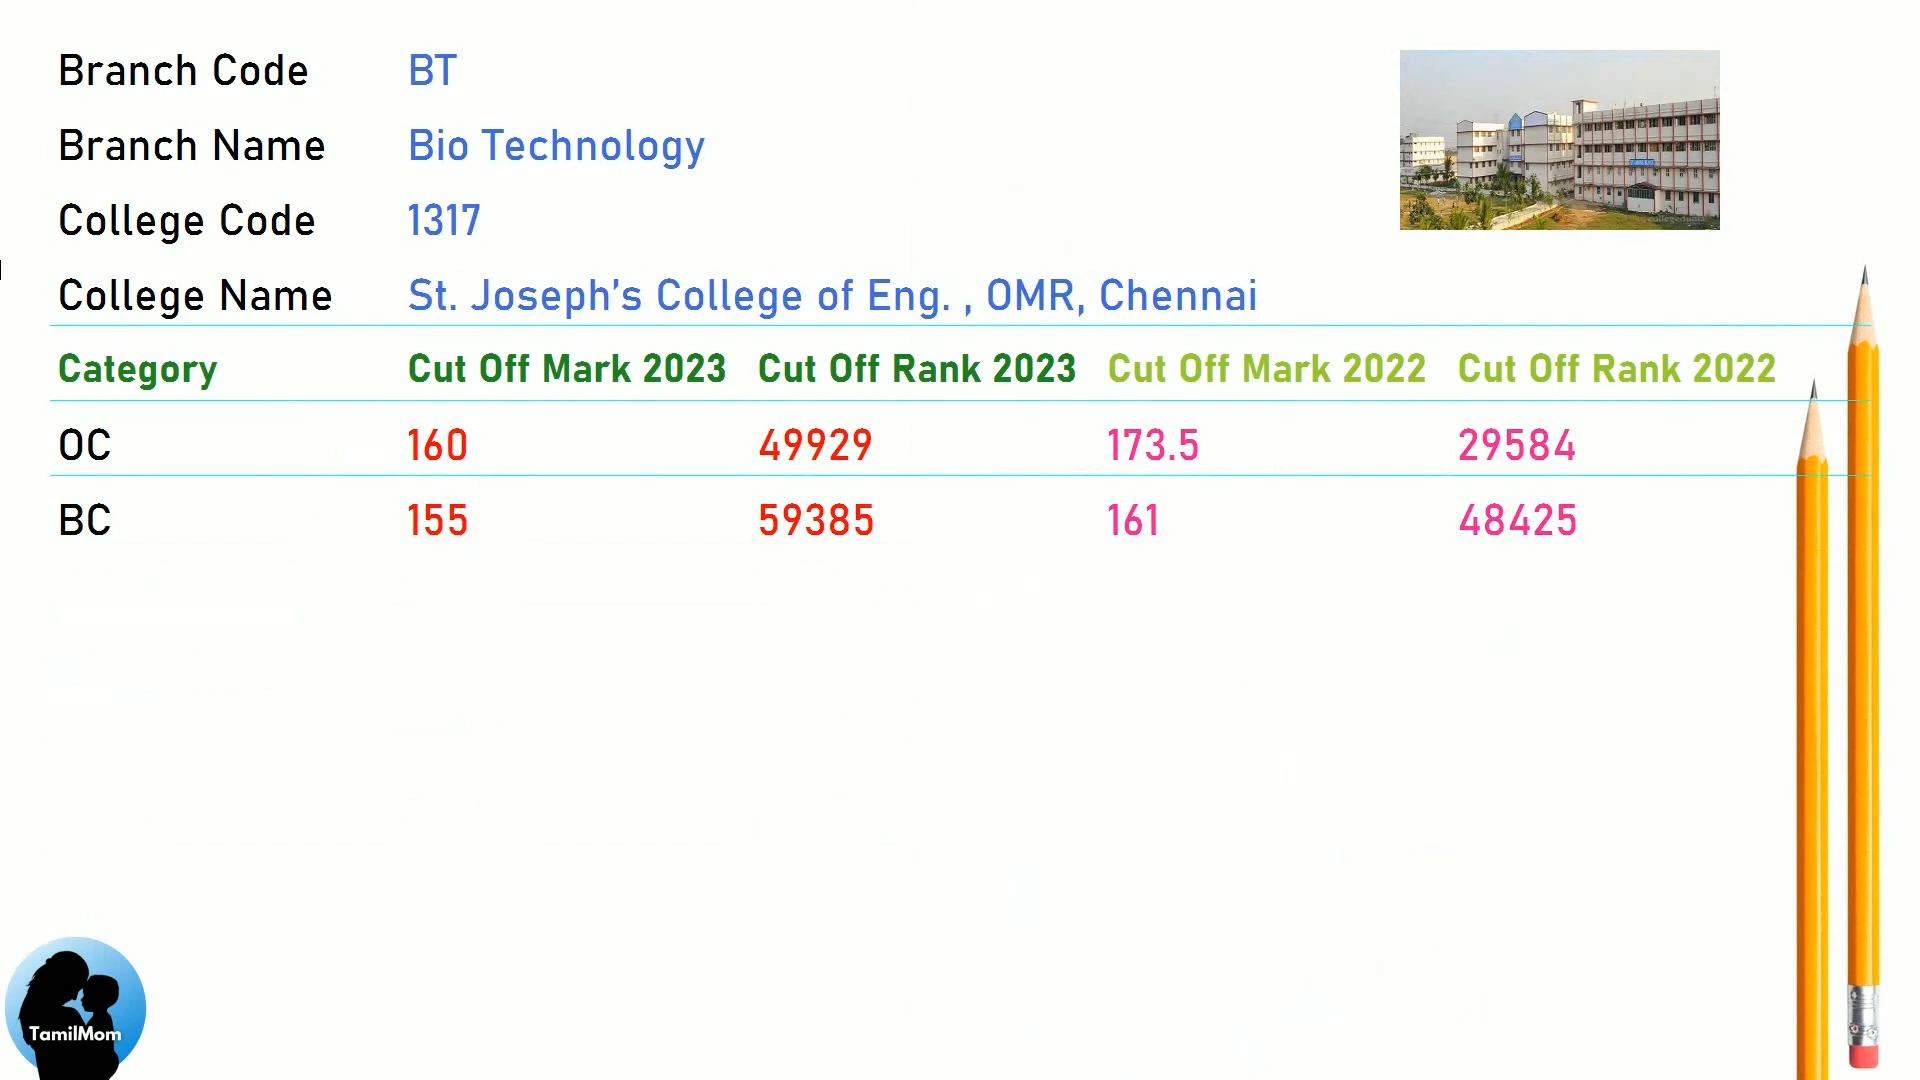 Branch Code BT
Branch Name Bio Technology
College Code 1317
College Name St. Joseph's College of Eng. , OMR, Chennai
Category Cut Off Mark 2023 Cut Off Rank 2023 Cut Off Mark 2022 Cut Off Rank 2022
OC 160 49929 173.5 29584
BC 155 59385 161 48425
TamilMom